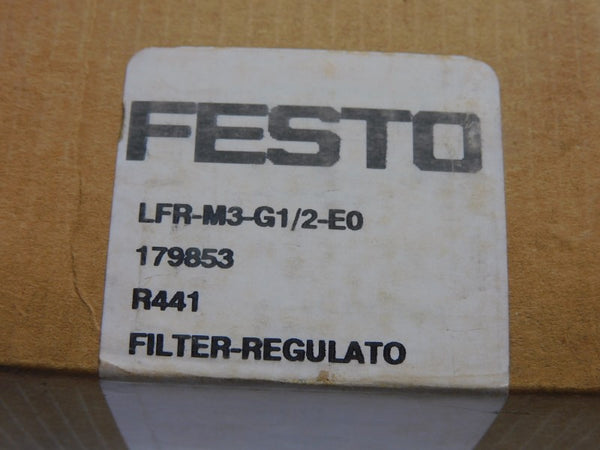 FESTO
LFR-M3-G1/2-E0
179853
R441
FILTER-REGULATO